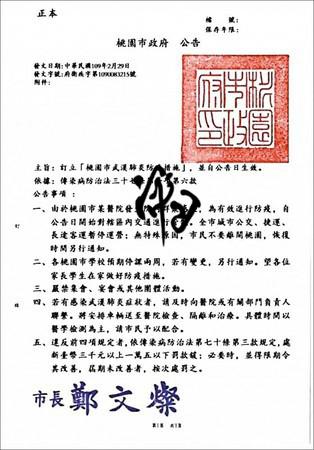 正本
檔　號：
保存年限：
桃園市政府　公告
發文日期：中華民國109年2月29日
發文字號：府衛疾字第1090083215號
附件：
桃園市政府印
主旨：訂立「桃園市武漢肺炎防措施」，並自公告日生效。
依據：傳染病防治法三十七條第六款
公告事項：
一、由於桃園市某醫院發為有效進行防疫，自
公告日開始對轄區內交通進行全市城市公交、捷運、
長途客運暫停運營；無特殊原因，市民不要離開桃園，恢復
時間另行通知。
二、各桃園市學校預期停課兩周，若有變更，另行通知。望各位
家長學生在家做好防疫措施。
三、嚴禁集會、宴會或其他團體活動。
四、若有感染武漢肺炎症狀者，請及時向醫院或有關部門負責人
聯繫。將安排車輛送至醫院檢查、隔離和治療。具體時間以
醫學檢測為主，請市民予以配合。
五、違反前四項規定者，依傳染病防治法第七十條第三款規定，處
新臺幣三千元以上一萬五以下罰款鍰；必要時，並得限期令
其改善，屆期未改善者，按次處罰之。
訂
線
市長 鄭文燦
第1頁　共1頁